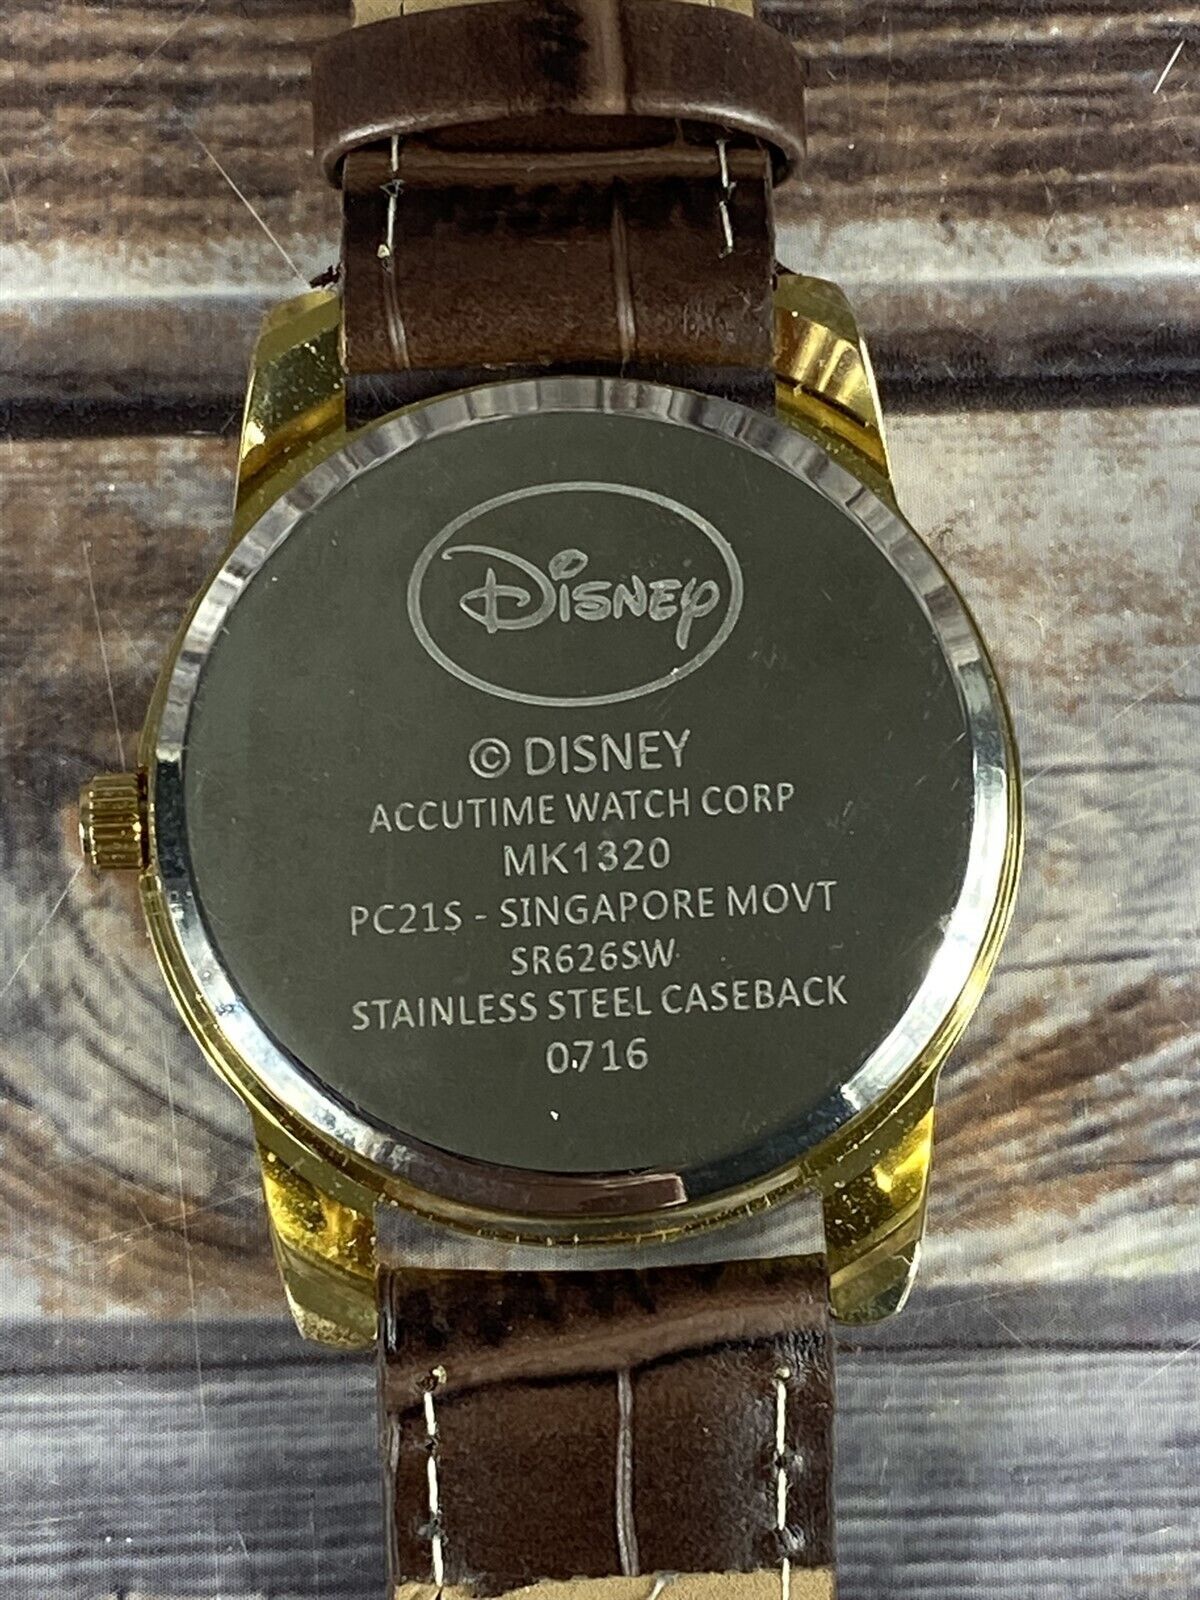 Disney
© DISNEY
ACCUTIME WATCH CORP
MK1320
PC21S - SINGAPORE MOVT
SR626SW
STAINLESS STEEL CASEBACK
0716